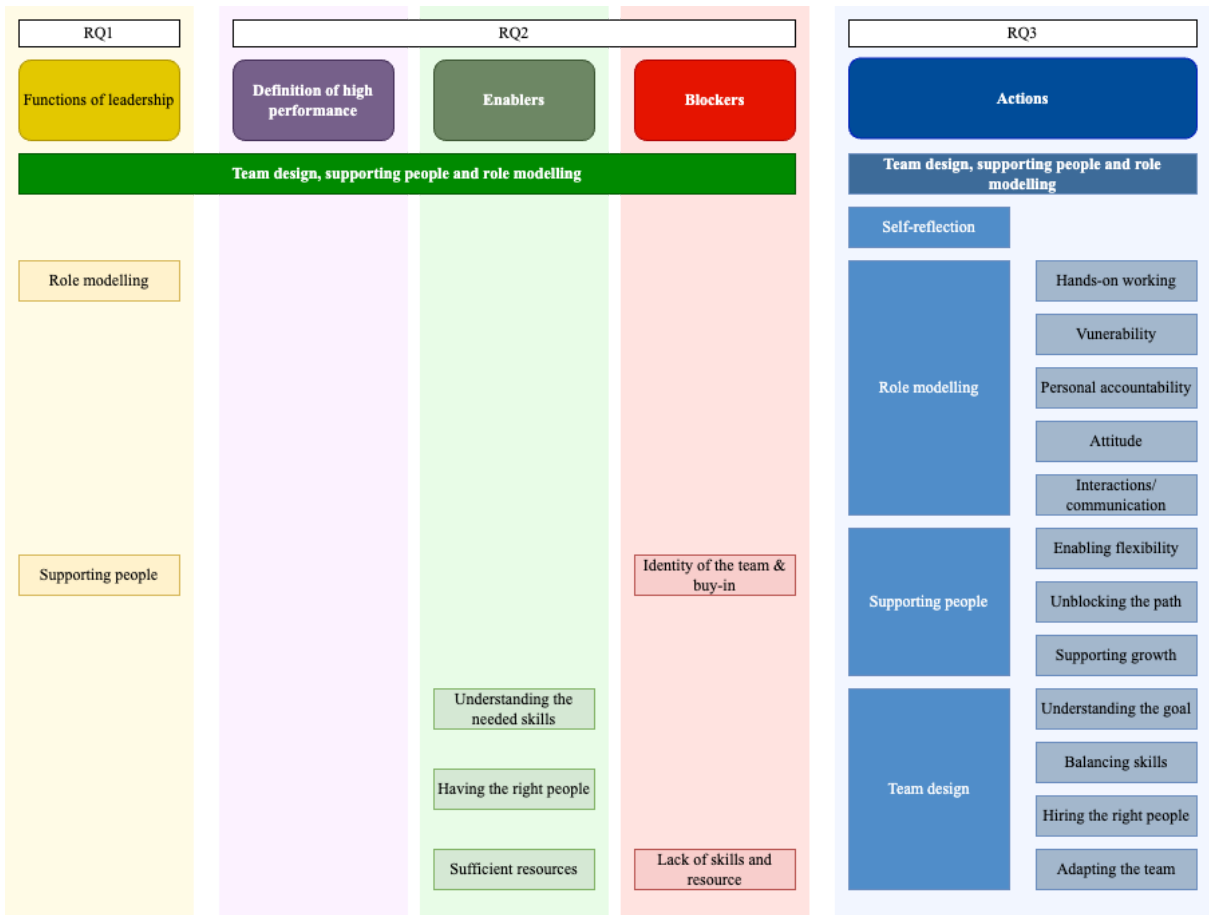 RQ1
RQ2
RQ3
Functions of leadership
Definition of high
performance
Enablers
Blockers
Actions
Team design, supporting people and role modelling
Team design, supporting people and role
modelling
Self-reflection
Role modelling
Role modelling
Hands-on working
Vunerability
Personal accountability
Attitude
Interactions/
communication
Supporting people
Identity of the team &
buy-in
Supporting people
Enabling flexibility
Unblocking the path
Supporting growth
Understanding the
needed skills
Having the right people
Sufficient resources
Lack of skills and
resource
Team design
Understanding the goal
Balancing skills
Hiring the right people
Adapting the team